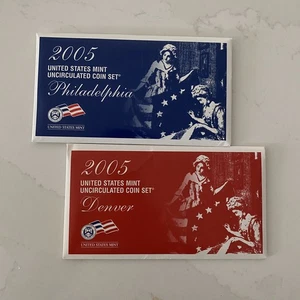 2005
UNITED STATES MINT
UNCIRCULATED COIN SET®
Philadelphia
UNITED STATES MINT
2005
UNITED STATES MINT
UNCIRCULATED COIN SET®
Denver
UNITED STATES MINT